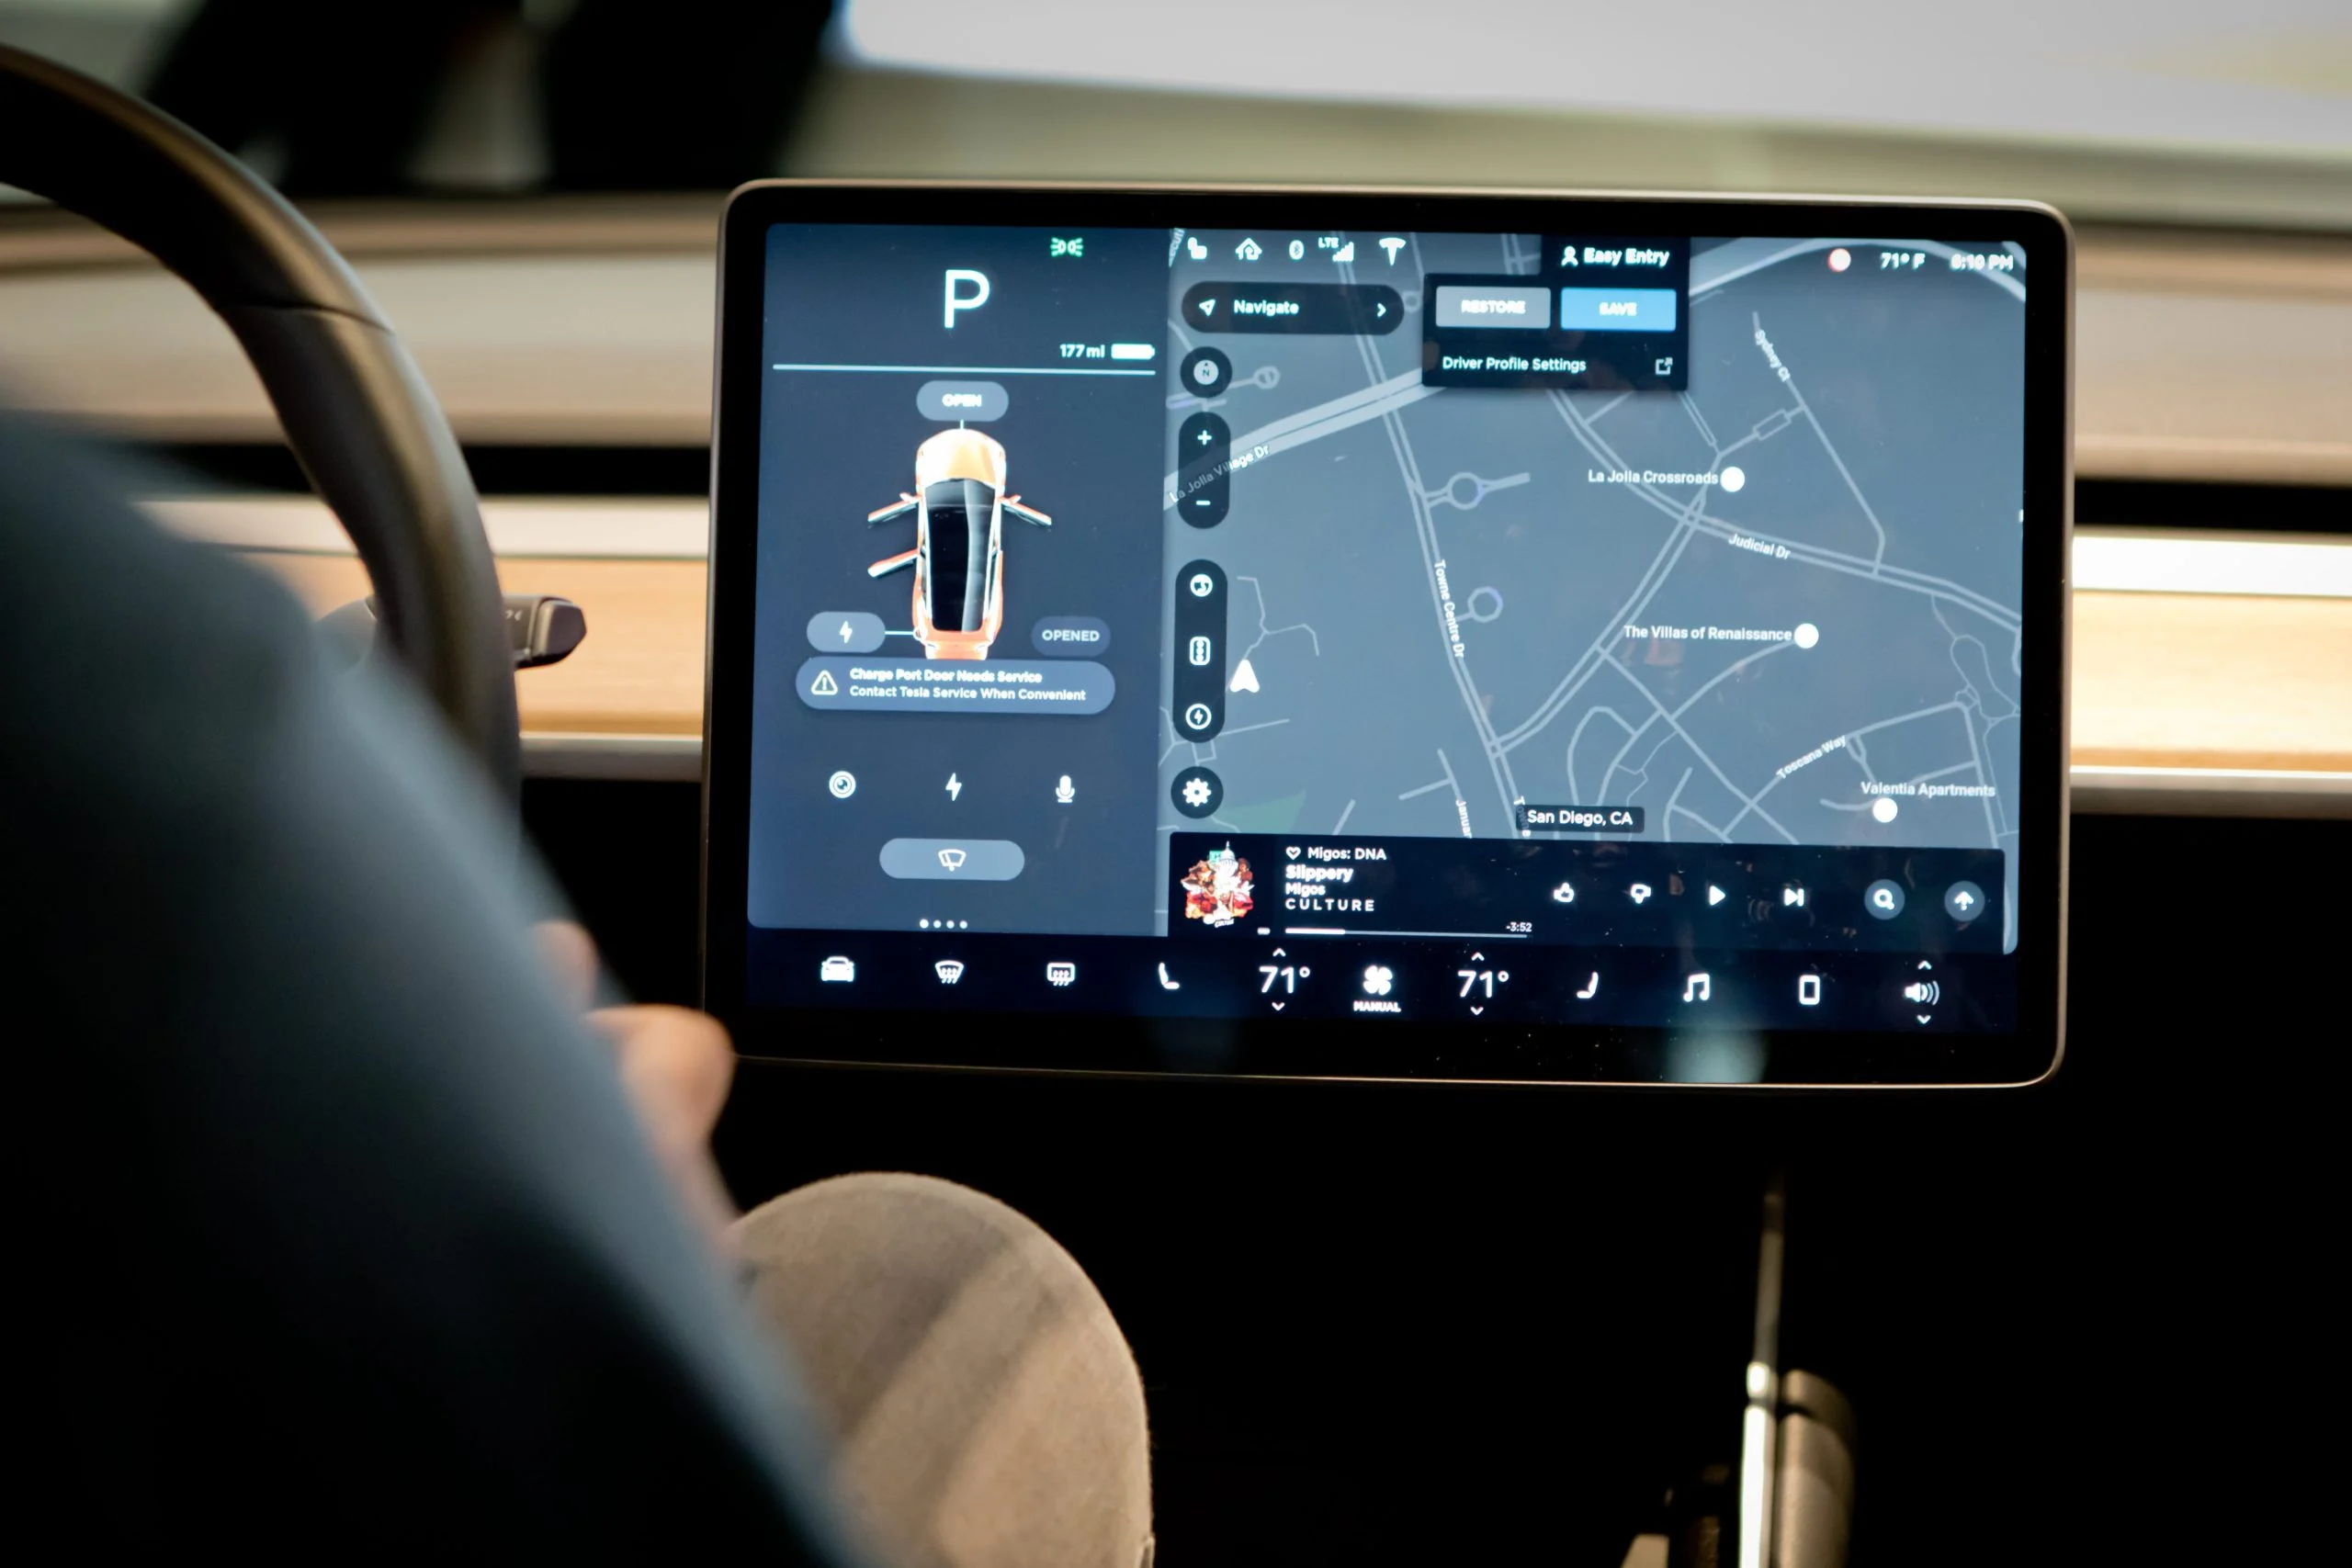 P
177 mi
OPEN
OPENED
Charge Port Door Needs Service
Contact Tesla Service When Convenient
LTE
Easy Entry
71° F
6:10 PM
Navigate
RESTORE
SAVE
Driver Profile Settings
N
Sydney Ct
La Jolla Village Dr
La Jolla Crossroads
Judicial Dr
Towne Centre Dr
The Villas of Renaissance
Toscana Way
Valentia Apartments
San Diego, CA
Migos: DNA
Slippery
Migos
CULTURE
-3:52
71°
MANUAL
71°